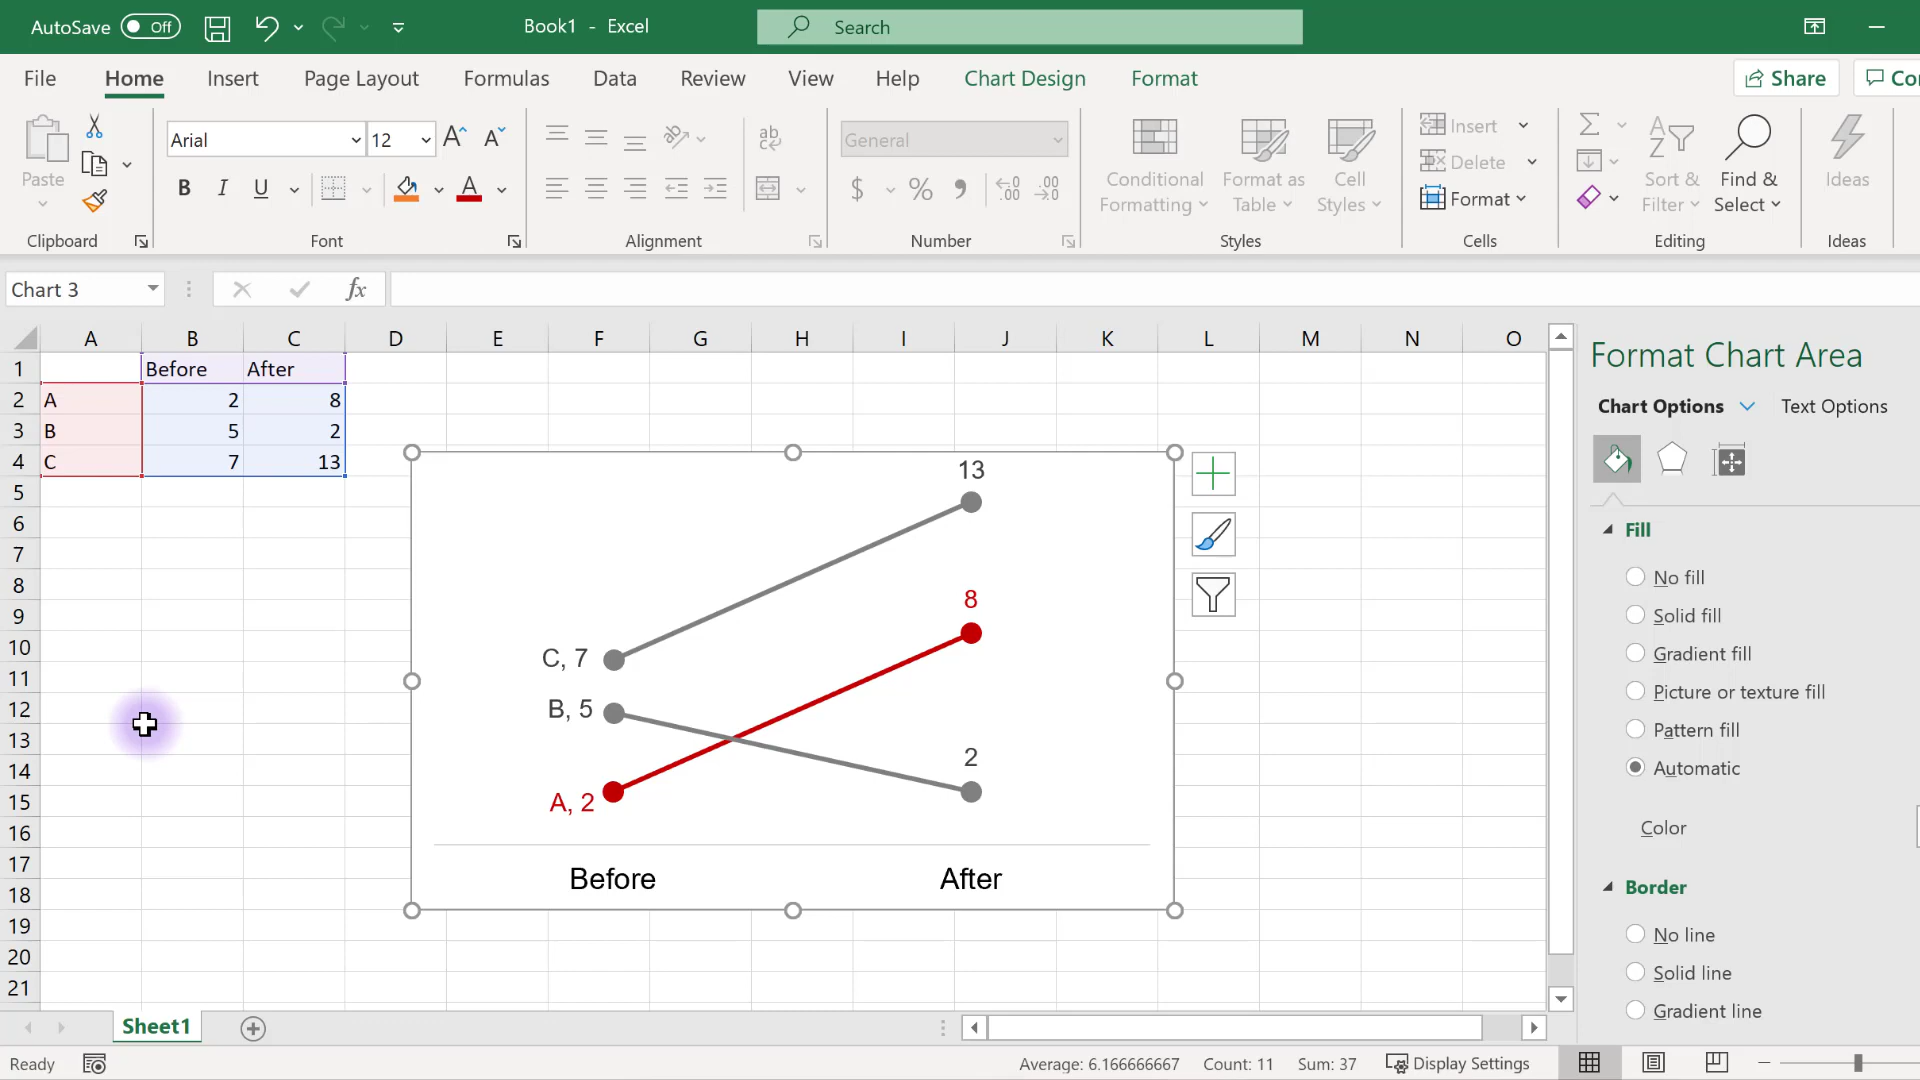 AutoSave Off Book1 - Excel Search
File Home Insert Page Layout Formulas Data Review View Help Chart Design Format Share Co
Paste Arial 12 A^ Aˇ ab c General Conditional Formatting Format as Table Cell Styles Insert Delete Format Sort & Filter Find & Select Ideas
B I U A $ % , .00 .00
Clipboard Font Alignment Number Styles Cells Editing Ideas
Chart 3 fx
A B C D E F G H I J K L M N O
1 Before After
2 A 2 8
3 B 5 2
4 C 7 13
5
6
7
8
9
10
11
12
13
14
15
16
17
18
19
20
21
13
8
C, 7
B, 5
2
A, 2
Before After
Format Chart Area
Chart Options Text Options
Fill
No fill
Solid fill
Gradient fill
Picture or texture fill
Pattern fill
Automatic
Color
Border
No line
Solid line
Gradient line
Sheet1
Ready Average: 6.166666667 Count: 11 Sum: 37 Display Settings